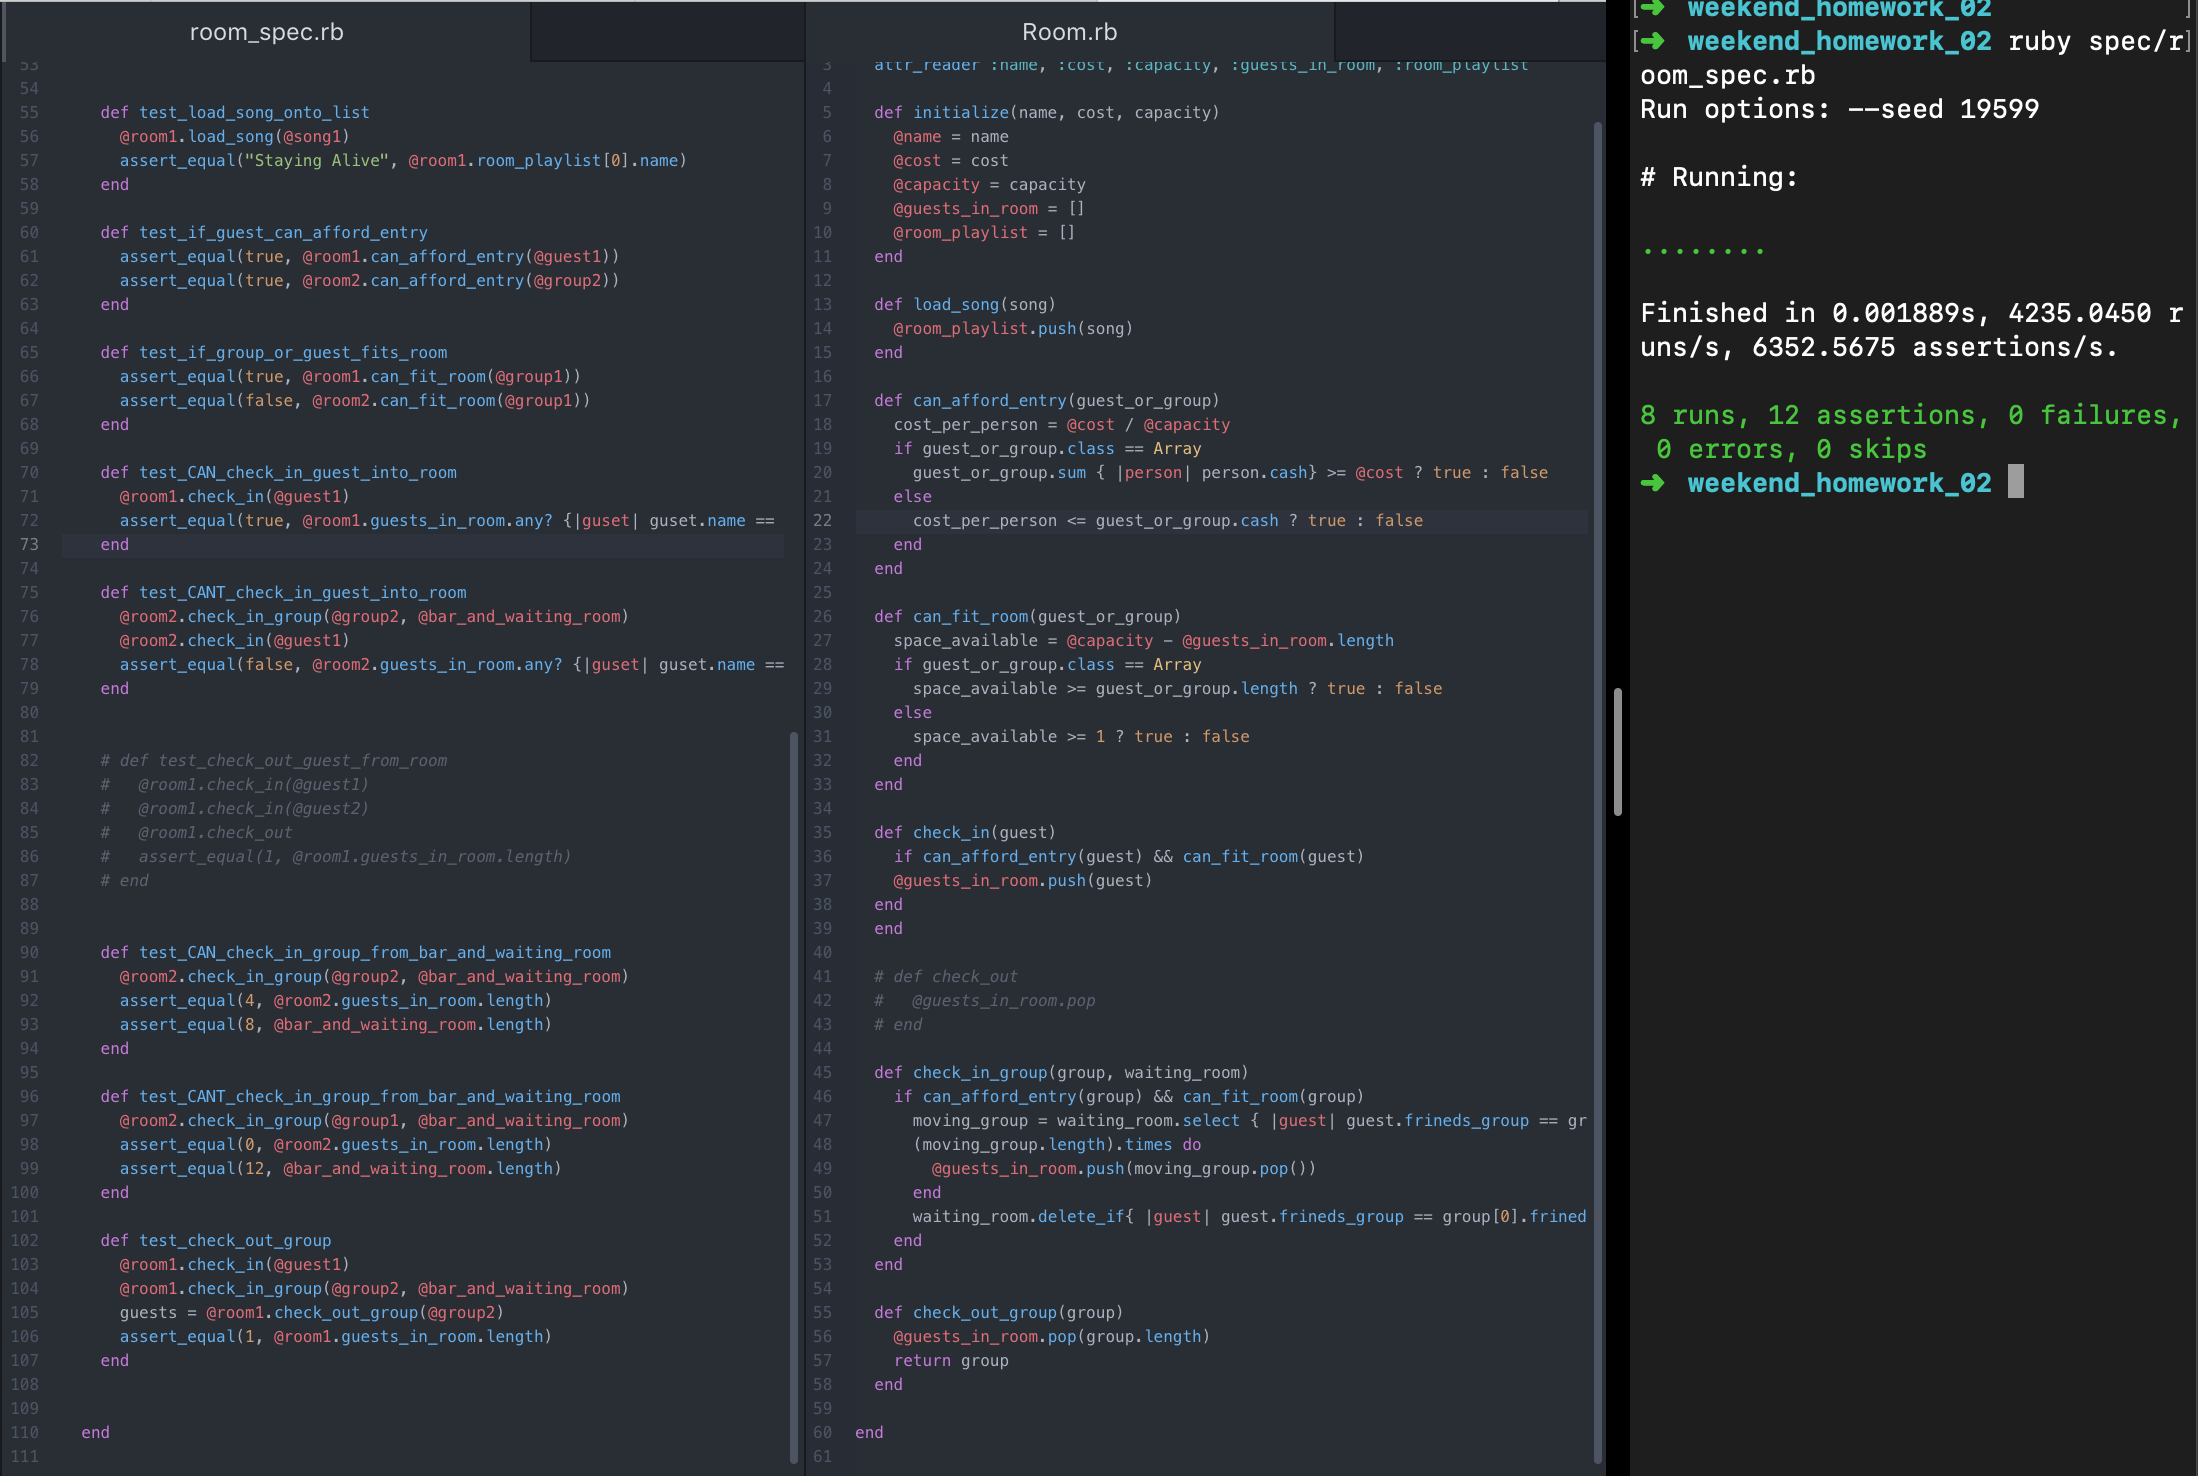 room_spec.rb
53
54
55 def test_load_song_onto_list
56 @room1.load_song(@song1)
57 assert_equal("Staying Alive", @room1.room_playlist[0].name)
58 end
59
60 def test_if_guest_can_afford_entry
61 assert_equal(true, @room1.can_afford_entry(@guest1))
62 assert_equal(true, @room2.can_afford_entry(@group2))
63 end
64
65 def test_if_group_or_guest_fits_room
66 assert_equal(true, @room1.can_fit_room(@group1))
67 assert_equal(false, @room2.can_fit_room(@group1))
68 end
69
70 def test_CAN_check_in_guest_into_room
71 @room1.check_in(@guest1)
72 assert_equal(true, @room1.guests_in_room.any? {|guset| guset.name ==
73 end
74
75 def test_CANT_check_in_guest_into_room
76 @room2.check_in_group(@group2, @bar_and_waiting_room)
77 @room2.check_in(@guest1)
78 assert_equal(false, @room2.guests_in_room.any? {|guset| guset.name ==
79 end
80
81
82 # def test_check_out_guest_from_room
83 # @room1.check_in(@guest1)
84 # @room1.check_in(@guest2)
85 # @room1.check_out
86 # assert_equal(1, @room1.guests_in_room.length)
87 # end
88
89
90 def test_CAN_check_in_group_from_bar_and_waiting_room
91 @room2.check_in_group(@group2, @bar_and_waiting_room)
92 assert_equal(4, @room2.guests_in_room.length)
93 assert_equal(8, @bar_and_waiting_room.length)
94 end
95
96 def test_CANT_check_in_group_from_bar_and_waiting_room
97 @room2.check_in_group(@group1, @bar_and_waiting_room)
98 assert_equal(0, @room2.guests_in_room.length)
99 assert_equal(12, @bar_and_waiting_room.length)
100 end
101
102 def test_check_out_group
103 @room1.check_in(@guest1)
104 @room1.check_in_group(@group2, @bar_and_waiting_room)
105 guests = @room1.check_out_group(@group2)
106 assert_equal(1, @room1.guests_in_room.length)
107 end
108
109
110 end
111
Room.rb
3 attr_reader :name, :cost, :capacity, :guests_in_room, :room_playlist
4
5 def initialize(name, cost, capacity)
6 @name = name
7 @cost = cost
8 @capacity = capacity
9 @guests_in_room = []
10 @room_playlist = []
11 end
12
13 def load_song(song)
14 @room_playlist.push(song)
15 end
16
17 def can_afford_entry(guest_or_group)
18 cost_per_person = @cost / @capacity
19 if guest_or_group.class == Array
20 guest_or_group.sum { |person| person.cash} >= @cost ? true : false
21 else
22 cost_per_person <= guest_or_group.cash ? true : false
23 end
24 end
25
26 def can_fit_room(guest_or_group)
27 space_available = @capacity - @guests_in_room.length
28 if guest_or_group.class == Array
29 space_available >= guest_or_group.length ? true : false
30 else
31 space_available >= 1 ? true : false
32 end
33 end
34
35 def check_in(guest)
36 if can_afford_entry(guest) && can_fit_room(guest)
37 @guests_in_room.push(guest)
38 end
39 end
40
41 # def check_out
42 # @guests_in_room.pop
43 # end
44
45 def check_in_group(group, waiting_room)
46 if can_afford_entry(group) && can_fit_room(group)
47 moving_group = waiting_room.select { |guest| guest.frineds_group == gr
48 (moving_group.length).times do
49 @guests_in_room.push(moving_group.pop())
50 end
51 waiting_room.delete_if{ |guest| guest.frineds_group == group[0].frined
52 end
53 end
54
55 def check_out_group(group)
56 @guests_in_room.pop(group.length)
57 return group
58 end
59
60 end
61
[➜ weekend_homework_02 ]
[➜ weekend_homework_02 ruby spec/r]
oom_spec.rb
Run options: --seed 19599
# Running:
........
Finished in 0.001889s, 4235.0450 r
uns/s, 6352.5675 assertions/s.
8 runs, 12 assertions, 0 failures,
0 errors, 0 skips
➜ weekend_homework_02